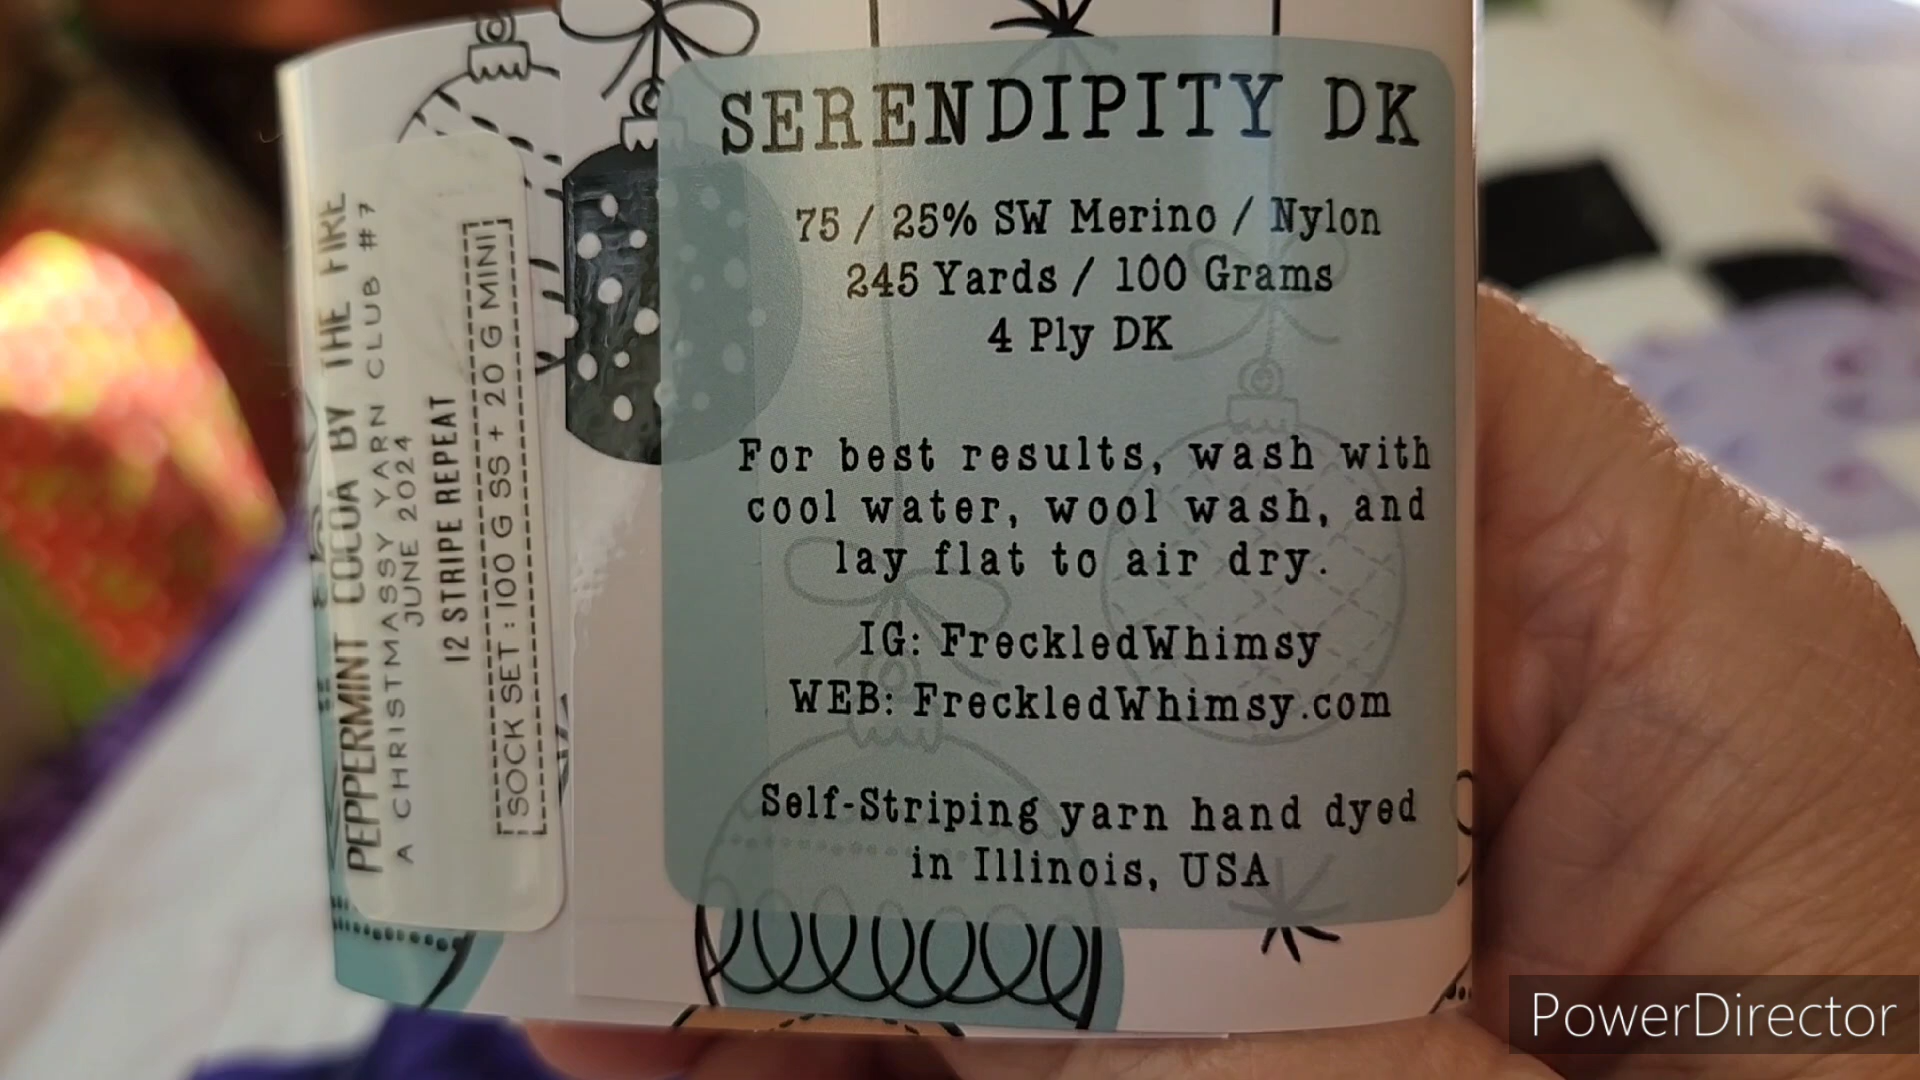 PEPPERMINT COCOA BY THE FIRE
A CHRISTMASSY YARN CLUB #7
JUNE 2024
12 STRIPE REPEAT
SOCK SET : 100 G SS + 20 G MINI
SERENDIPITY DK
75 / 25% SW Merino / Nylon
245 Yards / 100 Grams
4 Ply DK
For best results, wash with
cool water, wool wash, and
lay flat to air dry.
IG: FreckledWhimsy
WEB: FreckledWhimsy.com
Self-Striping yarn hand dyed
in Illinois, USA
PowerDirector